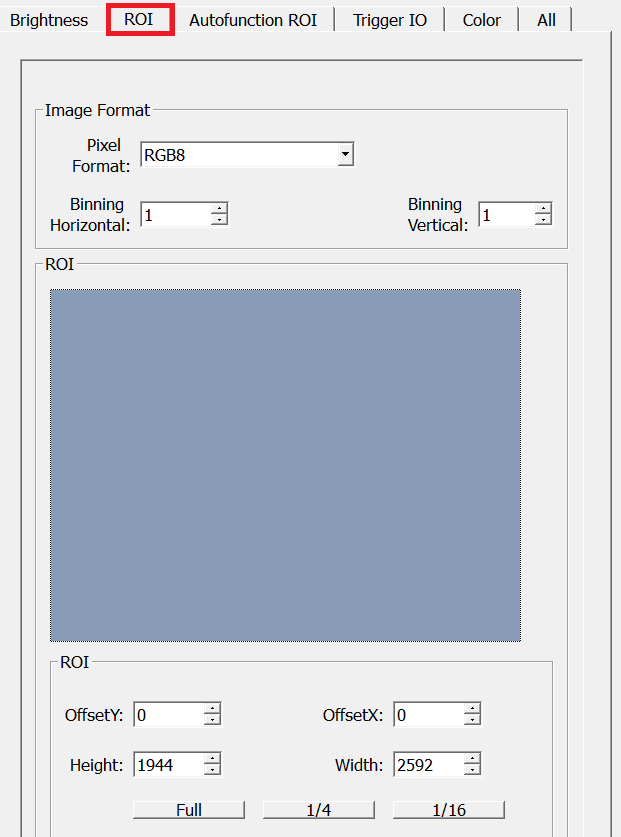 Brightness ROI Autofunction ROI Trigger IO Color All
Image Format
Pixel
Format: RGB8
Binning
Horizontal: 1
Binning
Vertical: 1
ROI
ROI
OffsetY: 0 OffsetX: 0
Height: 1944 Width: 2592
Full 1/4 1/16